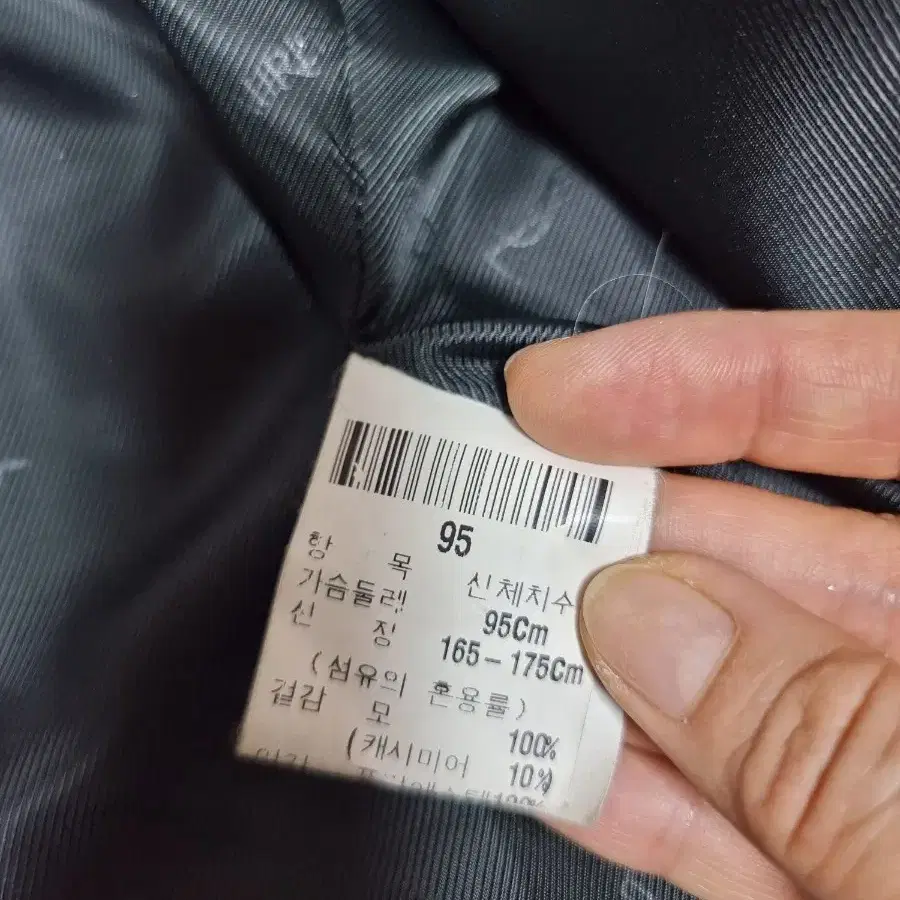 95
항 목 신체치수
가슴둘레 95Cm
신 장 165-175Cm
(섬유의 혼용률)
겉감 모 100%
(캐시미어 10%)
100%